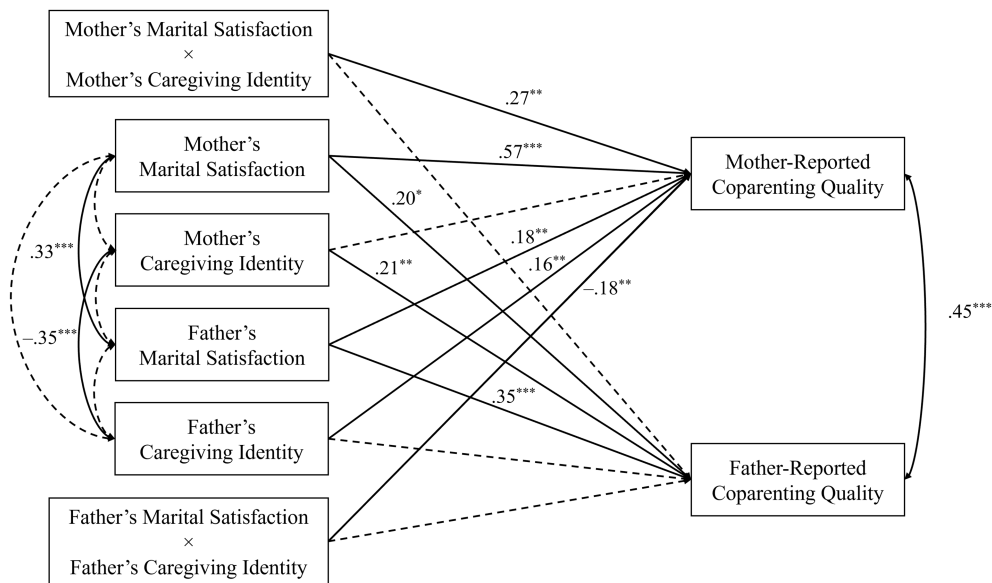 Mother’s Marital Satisfaction
×
Mother’s Caregiving Identity
Mother’s
Marital Satisfaction
Mother’s
Caregiving Identity
Father’s
Marital Satisfaction
Father’s
Caregiving Identity
Father’s Marital Satisfaction
×
Father’s Caregiving Identity
.33***
–.35***
.27**
.57***
.20*
.18**
.16**
.21**
–.18**
.35***
Mother-Reported
Coparenting Quality
Father-Reported
Coparenting Quality
.45***